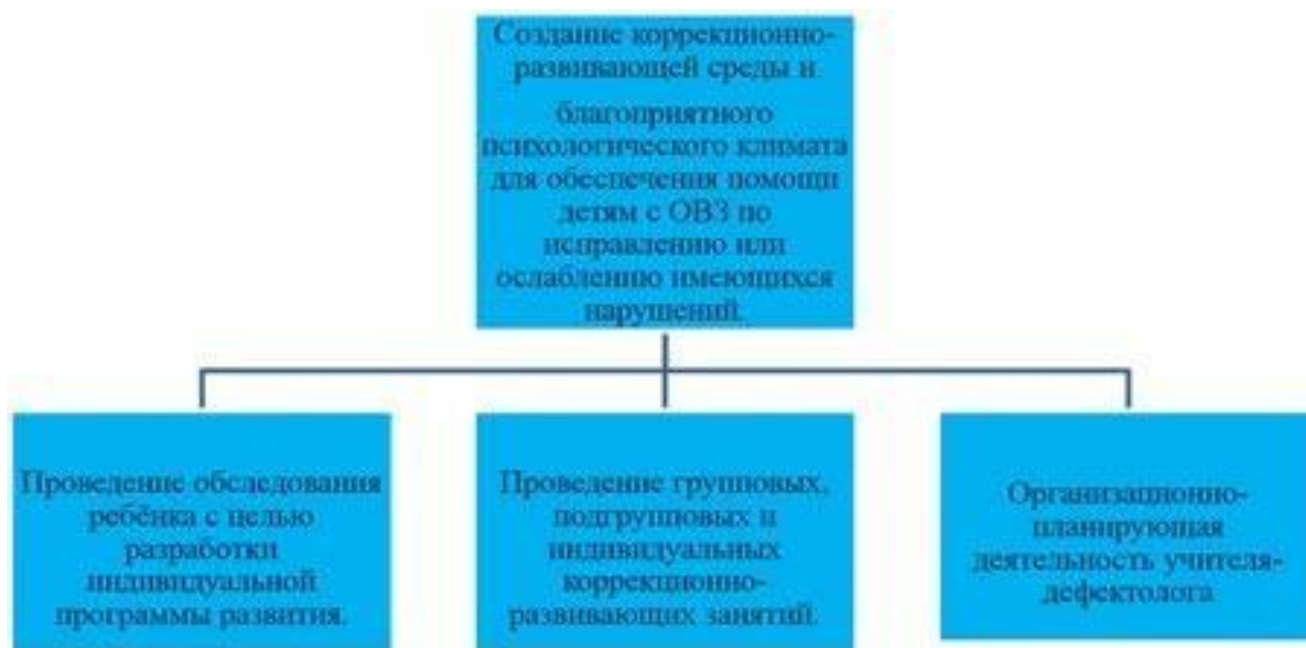 Создание коррекционно-
развивающей среды и
благоприятного
психологического климата
для обеспечения помощи
детям с ОВЗ по
исправлению или
ослаблению имеющихся
нарушений.
Проведение обследования
ребёнка с целью
разработки
индивидуальной
программы развития.
Проведение групповых,
подгрупповых и
индивидуальных
коррекционно-
развивающих занятий.
Организационно-
планирующая
деятельность учителя-
дефектолога